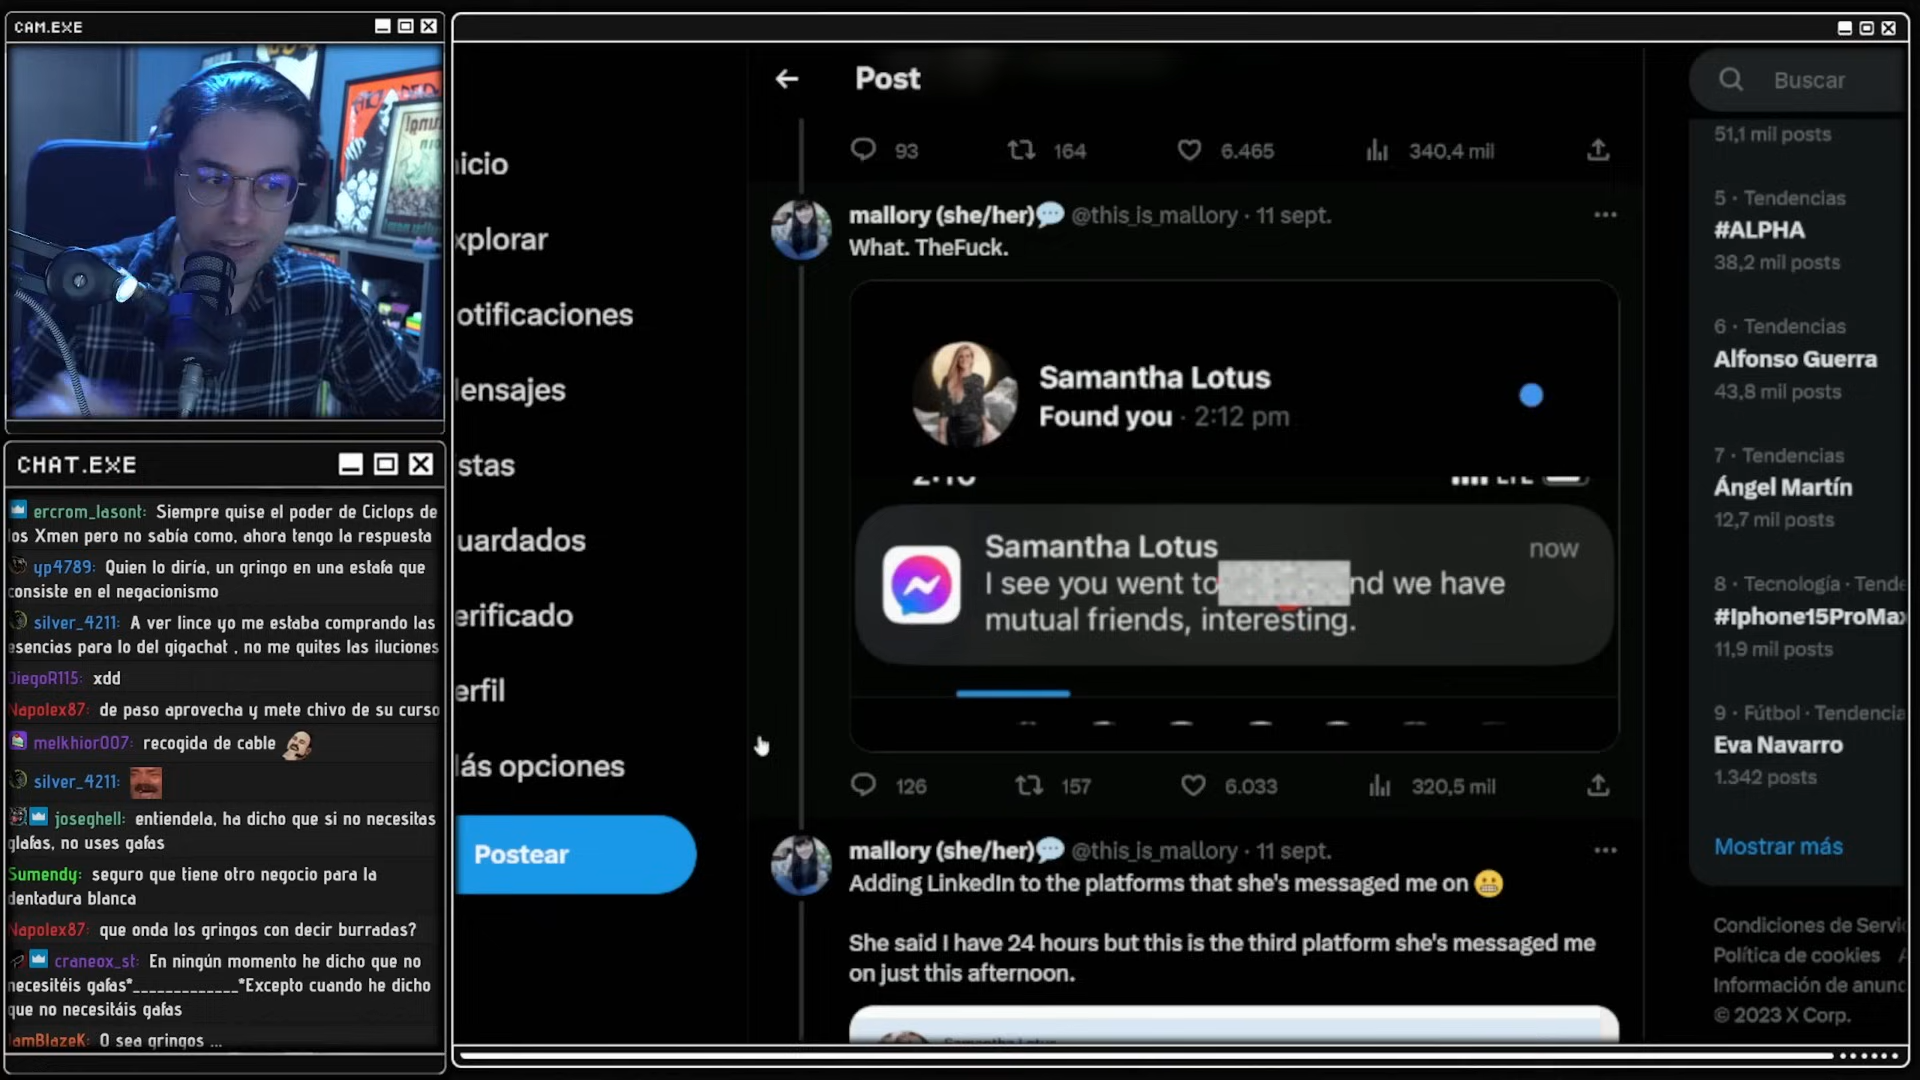 CAM.EXE
CHAT.EXE
ercrom_lasont: Siempre quise el poder de Ciclops de
los Xmen pero no sabía como, ahora tengo la respuesta
yp4789: Quien lo diría, un gringo en una estafa que
consiste en el negacionismo
silver_4211: A ver lince yo me estaba comprando las
esencias para lo del gigachat , no me quites las iluciones
DiegoR115: xdd
Napolex87: de paso aprovecha y mete chivo de su curso
melkhior007: recogida de cable
silver_4211:
joseghell: entiendela, ha dicho que si no necesitas
glafas, no uses gafas
Sumendy: seguro que tiene otro negocio para la
dentadura blanca
Napolex87: que onda los gringos con decir burradas?
craneox_st: En ningún momento he dicho que no
necesitéis gafas*_____________*Excepto cuando he dicho
que no necesitáis gafas
IamBlazeK: O sea gringos ...
nicio
xplorar
otificaciones
lensajes
istas
uardados
erificado
erfil
lás opciones
Postear
Post
93 164 6.465 340,4 mil
mallory (she/her) @this_is_mallory · 11 sept.
What. TheFuck.
Samantha Lotus
Found you · 2:12 pm
LTE
Samantha Lotus
now
I see you went to nd we have
mutual friends, interesting.
126 157 6.033 320,5 mil
mallory (she/her) @this_is_mallory · 11 sept.
Adding LinkedIn to the platforms that she's messaged me on
She said I have 24 hours but this is the third platform she's messaged me
on just this afternoon.
Buscar
51,1 mil posts
5 · Tendencias
#ALPHA
38,2 mil posts
6 · Tendencias
Alfonso Guerra
43,8 mil posts
7 · Tendencias
Ángel Martín
12,7 mil posts
8 · Tecnología · Tende
#Iphone15ProMax
11,9 mil posts
9 · Fútbol · Tendencia
Eva Navarro
1.342 posts
Mostrar más
Condiciones de Servi
Política de cookies A
Información de anunc
© 2023 X Corp.